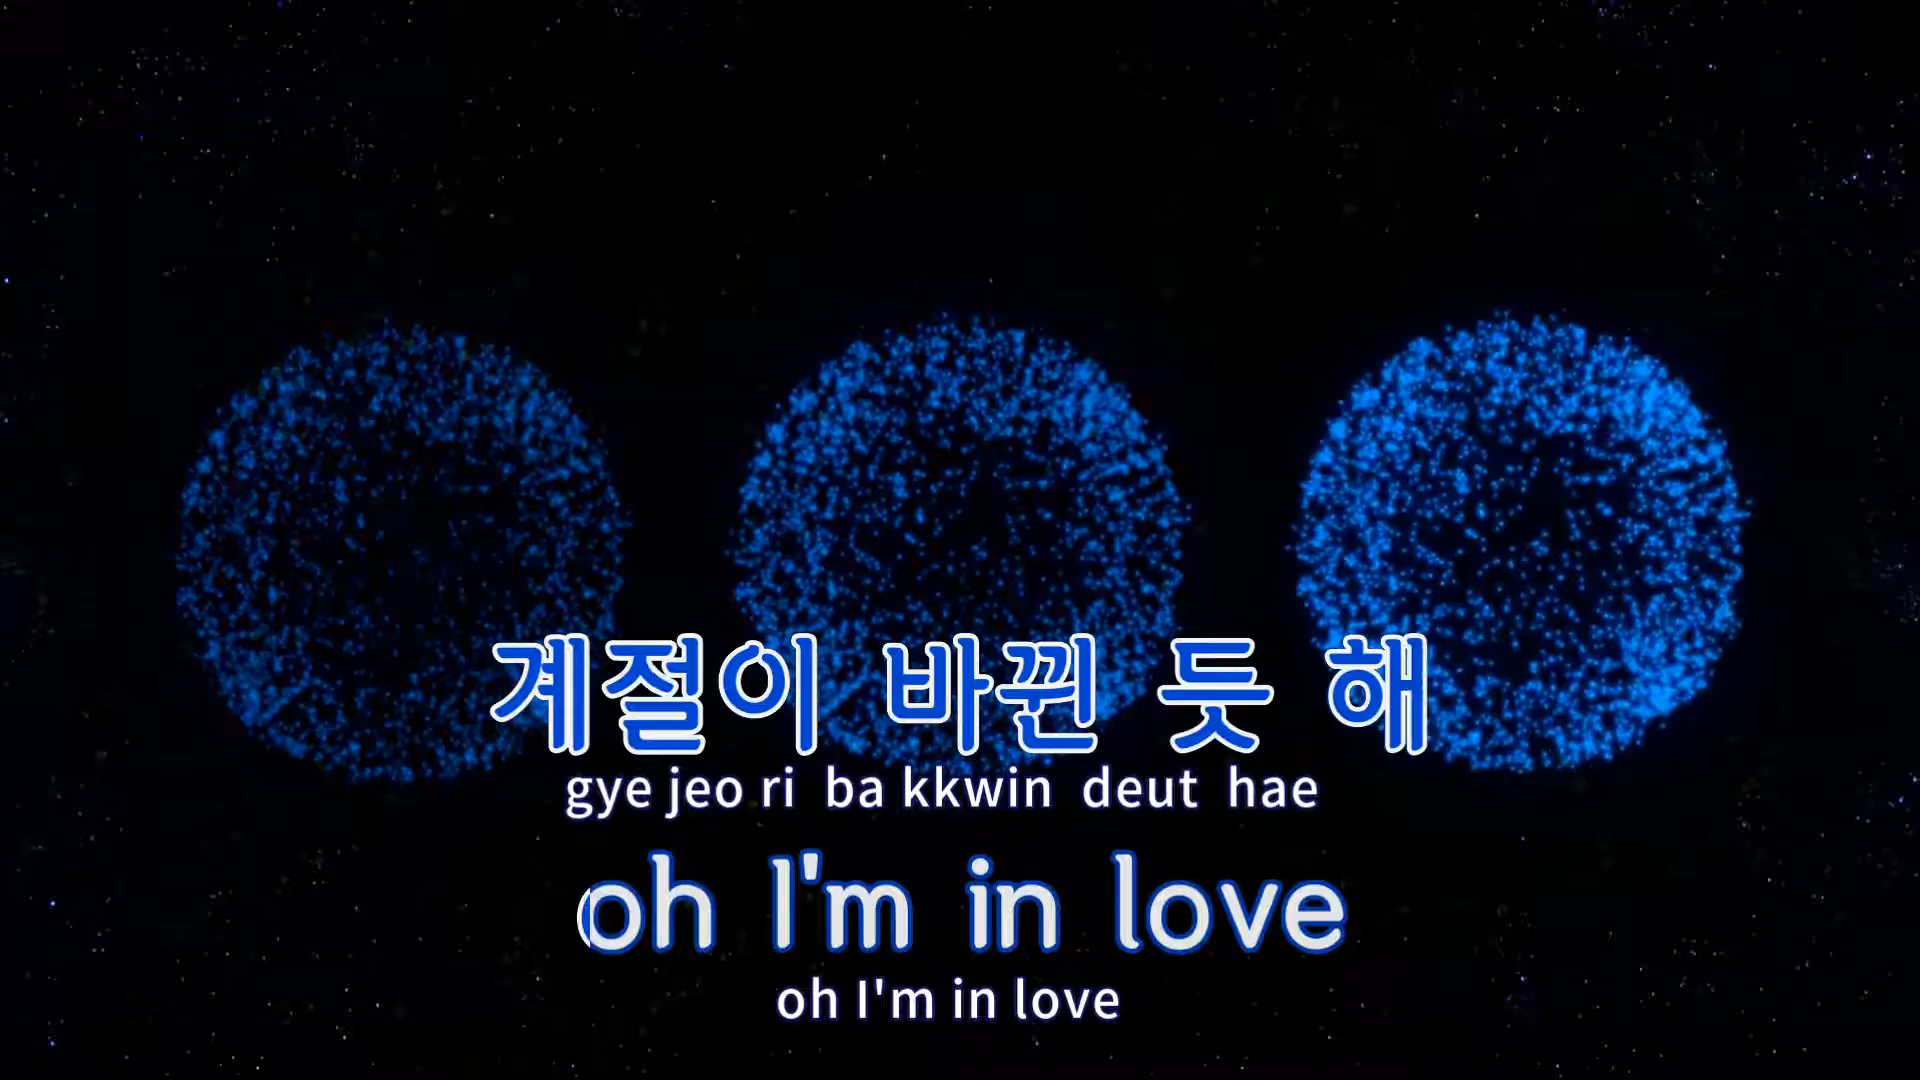 계절이 바뀐 듯 해
gye jeo ri ba kkwin deut hae
oh I'm in love
oh I'm in love